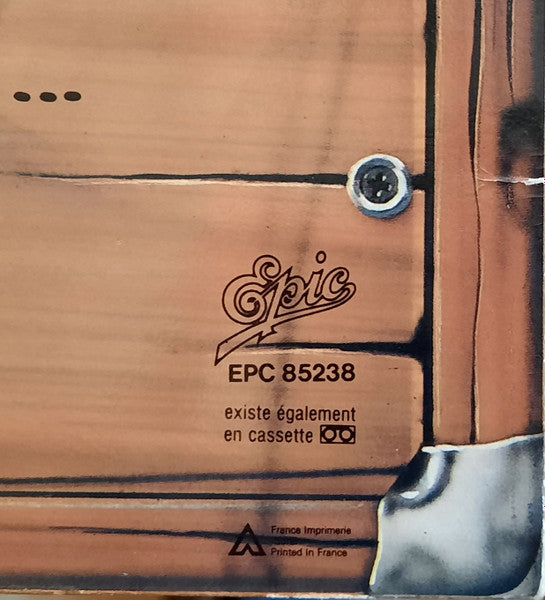 ...
Epic
EPC 85238
existe également
en cassette
France Imprimerie
Printed in France